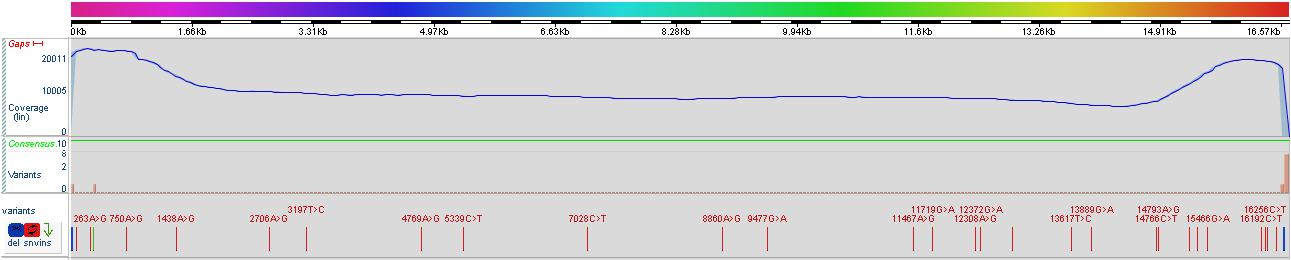 0Kb 1.66Kb 3.31Kb 4.97Kb 6.63Kb 8.28Kb 9.94Kb 11.6Kb 13.26Kb 14.91Kb 16.57Kb
Gaps
20011
10005
Coverage
(lin)
0
Consensus 10
8
Variants
2
0
variants
3197T>C 11719G>A 12372A>G 13889G>A 14793A>G 16256C>T
263A>G 750A>G 1438A>G 2706A>G 4769A>G 5339C>T 7028C>T 8860A>G 9477G>A 11467A>G 12308A>G 13617T>C 14766C>T 15466G>A 16192C>T
del snvins